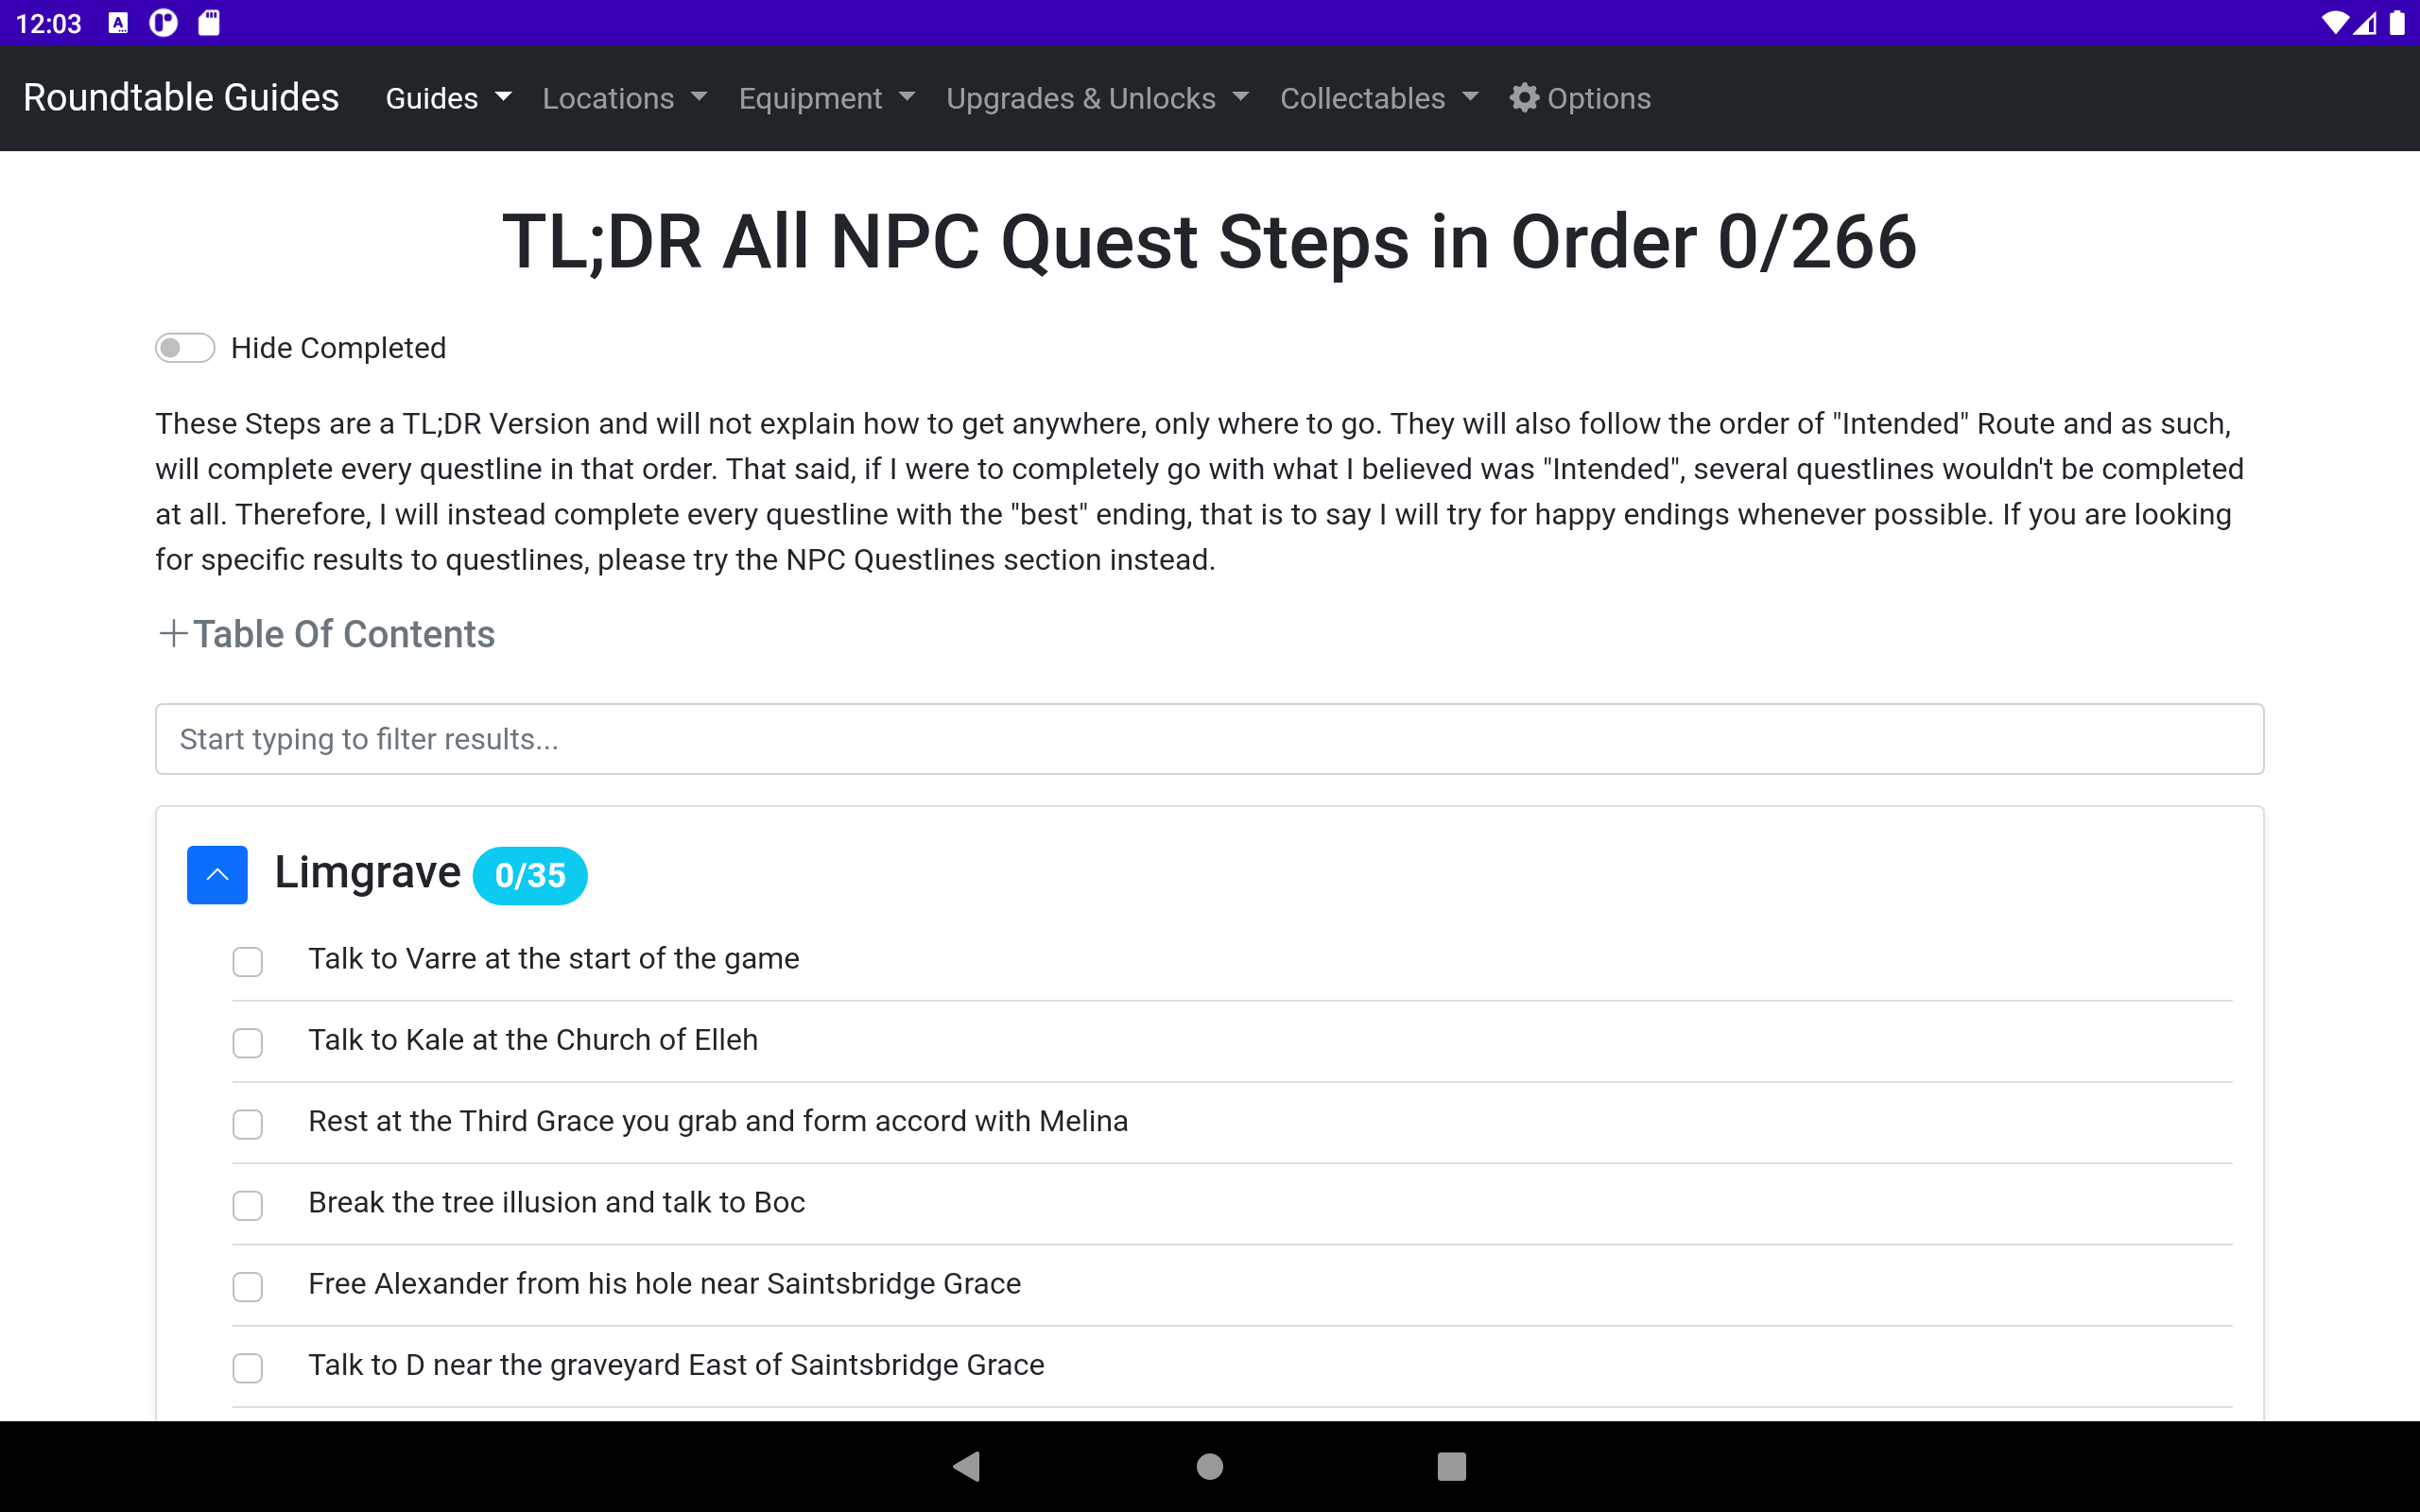 12:03
Roundtable Guides Guides Locations Equipment Upgrades & Unlocks Collectables Options
TL;DR All NPC Quest Steps in Order 0/266
Hide Completed
These Steps are a TL;DR Version and will not explain how to get anywhere, only where to go. They will also follow the order of "Intended" Route and as such,
will complete every questline in that order. That said, if I were to completely go with what I believed was "Intended", several questlines wouldn't be completed
at all. Therefore, I will instead complete every questline with the "best" ending, that is to say I will try for happy endings whenever possible. If you are looking
for specific results to questlines, please try the NPC Questlines section instead.
Table Of Contents
Start typing to filter results...
Limgrave 0/35
Talk to Varre at the start of the game
Talk to Kale at the Church of Elleh
Rest at the Third Grace you grab and form accord with Melina
Break the tree illusion and talk to Boc
Free Alexander from his hole near Saintsbridge Grace
Talk to D near the graveyard East of Saintsbridge Grace